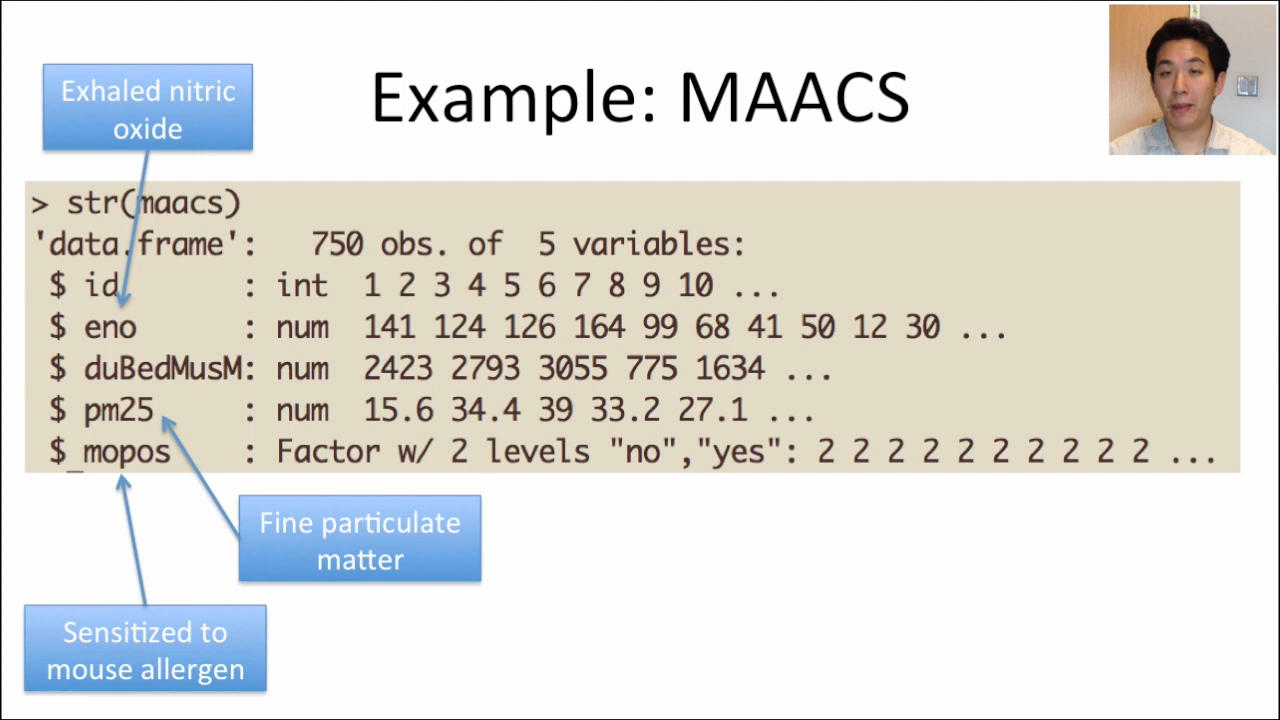 Exhaled nitric
oxide
Example: MAACS
> str(maacs)
'data.frame':   750 obs. of  5 variables:
 $ id       : int  1 2 3 4 5 6 7 8 9 10 ...
 $ eno      : num  141 124 126 164 99 68 41 50 12 30 ...
 $ duBedMusM: num  2423 2793 3055 775 1634 ...
 $ pm25     : num  15.6 34.4 39 33.2 27.1 ...
 $ mopos    : Factor w/ 2 levels "no","yes": 2 2 2 2 2 2 2 2 2 2 ...
Fine particulate
matter
Sensitized to
mouse allergen